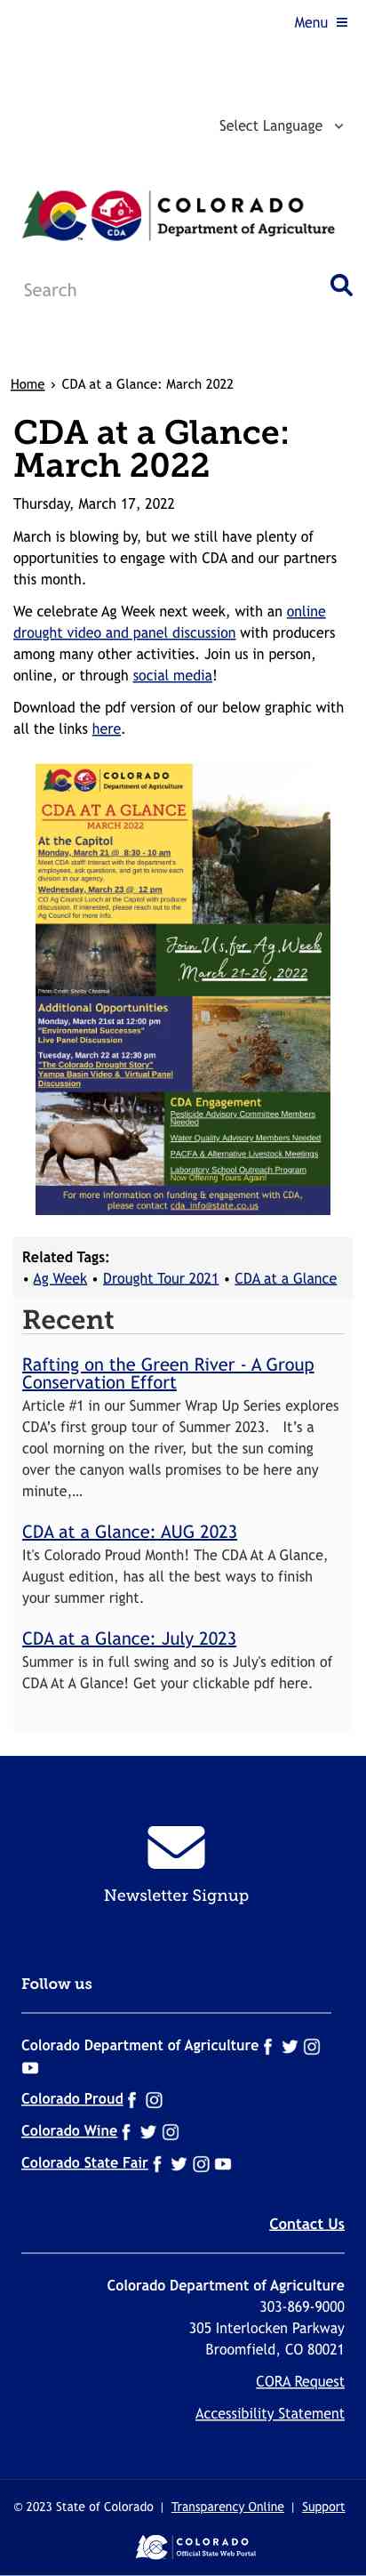 Menu
Select Language
COLORADO
Department of Agriculture
CDA
Search
Home › CDA at a Glance: March 2022
CDA at a Glance:
March 2022
Thursday, March 17, 2022
March is blowing by, but we still have plenty of
opportunities to engage with CDA and our partners
this month.
We celebrate Ag Week next week, with an online
drought video and panel discussion with producers
among many other activities. Join us in person,
online, or through social media!
Download the pdf version of our below graphic with
all the links here.
COLORADO
Department of Agriculture
CDA AT A GLANCE
MARCH 2022
At the Capitol
Monday, March 21 @ 8:30 - 10 am
Meet CDA staff! Interact with the department's
employees, ask questions, and get to know each
division of an agency.
Wednesday, March 23 @ 12 pm
CO Ag Council Lunch at the Capitol with producer
discussion. If interested, please reach out to the
Ag Council for more info.
Join Us for Ag Week
March 21-26, 2022
Additional Opportunities
Monday, March 21st at 12:00 pm
"Environmental Successes"
Live Panel Discussion
Tuesday, March 22 at 12:30 pm
"The Colorado Drought Story"
Yampa Basin Video & Virtual Panel
Discussion
CDA Engagement
Pesticide Advisory Committee Members
Needed
Water Quality Advisory Members Needed
PACFA & Alternative Livestock Meetings
Laboratory School Outreach Program
Now Offering Tours Again!
For more information on funding & engagement with CDA,
please contact cda_info@state.co.us
Related Tags:
• Ag Week • Drought Tour 2021 • CDA at a Glance
Recent
Rafting on the Green River - A Group
Conservation Effort
Article #1 in our Summer Wrap Up Series explores
CDA's first group tour of Summer 2023. It's a
cool morning on the river, but the sun coming
over the canyon walls promises to be here any
minute,…
CDA at a Glance: AUG 2023
It's Colorado Proud Month! The CDA At A Glance,
August edition, has all the best ways to finish
your summer right.
CDA at a Glance: July 2023
Summer is in full swing and so is July's edition of
CDA At A Glance! Get your clickable pdf here.
Newsletter Signup
Follow us
Colorado Department of Agriculture
Colorado Proud
Colorado Wine
Colorado State Fair
Contact Us
Colorado Department of Agriculture
303-869-9000
305 Interlocken Parkway
Broomfield, CO 80021
CORA Request
Accessibility Statement
© 2023 State of Colorado | Transparency Online | Support
COLORADO
Official State Web Portal